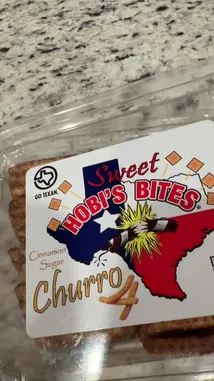 GO TEXAN.
Sweet
HOBI'S BITES
Cinnamon
Sugar
Churro